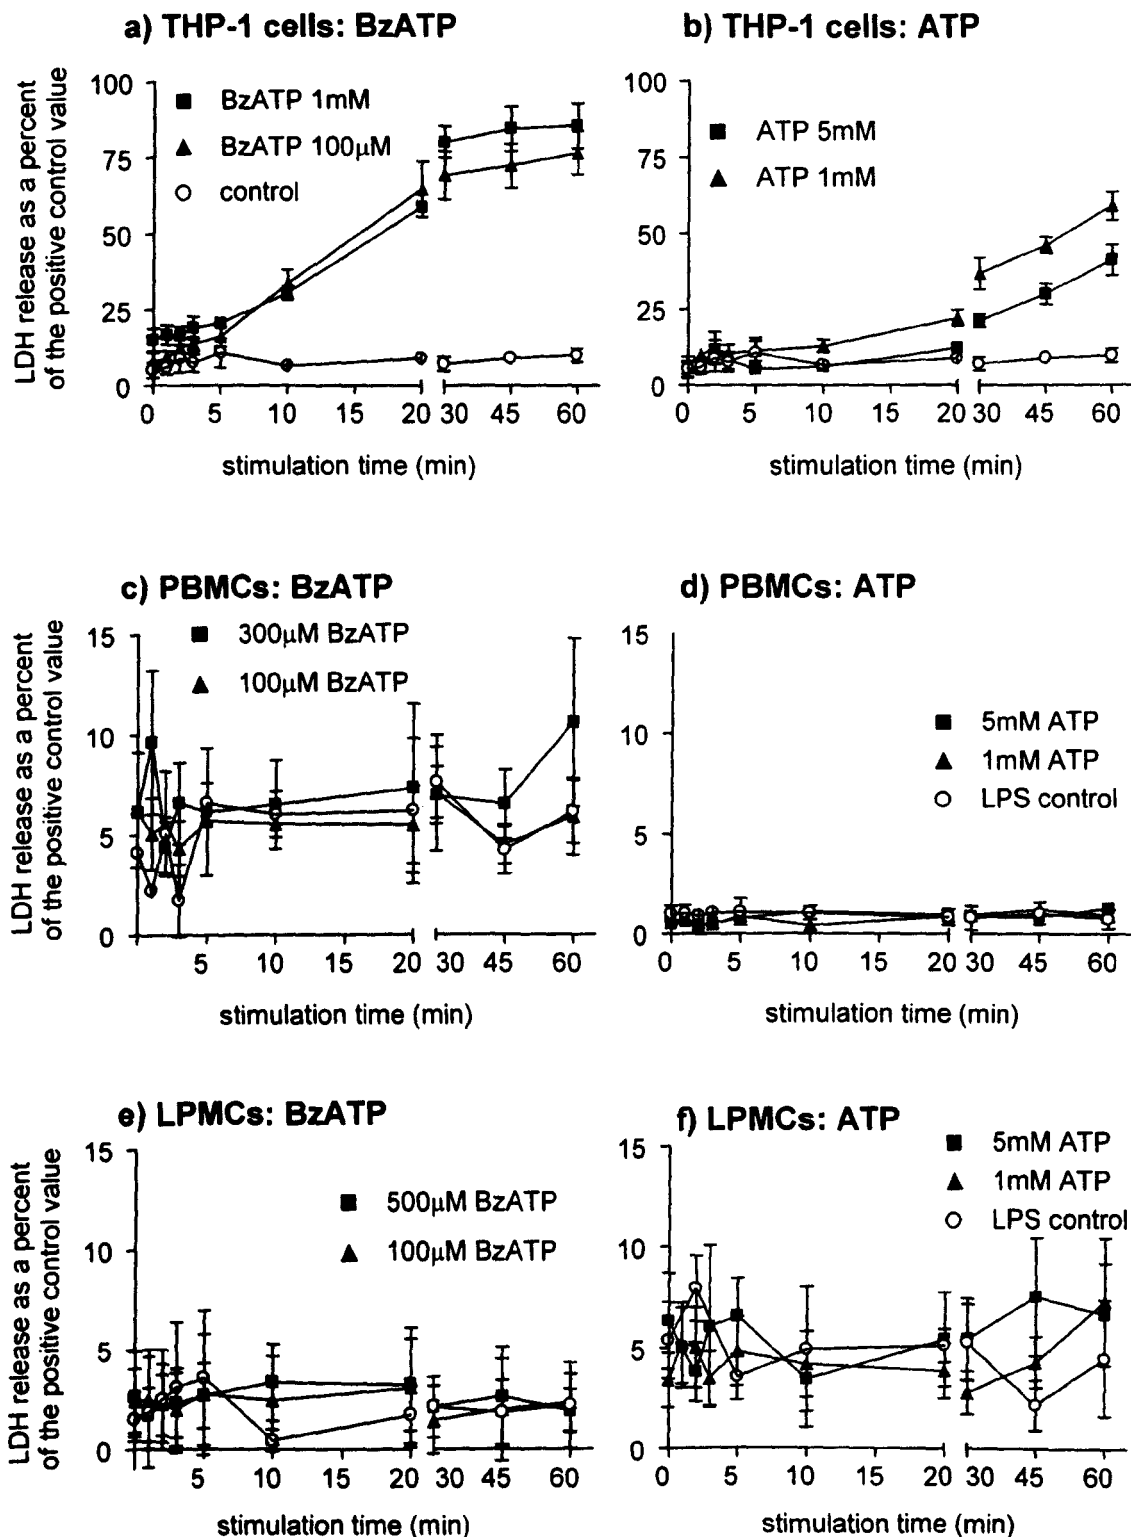 a) THP-1 cells: BzATP
LDH release as a percent
of the positive control value
100
75
50
25
0
BzATP 1mM
BzATP 100µM
control
0 5 10 15 20 30 45 60
stimulation time (min)
b) THP-1 cells: ATP
100
75
50
25
0
ATP 5mM
ATP 1mM
0 5 10 15 20 30 45 60
stimulation time (min)
c) PBMCs: BzATP
LDH release as a percent
of the positive control value
15
10
5
0
300µM BzATP
100µM BzATP
5 10 15 20 30 45 60
stimulation time (min)
d) PBMCs: ATP
15
10
5
0
5mM ATP
1mM ATP
LPS control
0 5 10 15 20 30 45 60
stimulation time (min)
e) LPMCs: BzATP
LDH release as a percent
of the positive control value
15
10
5
0
500µM BzATP
100µM BzATP
0 5 10 15 20 30 45 60
stimulation time (min)
f) LPMCs: ATP
15
10
5
0
5mM ATP
1mM ATP
LPS control
0 5 10 15 20 30 45 60
stimulation time (min)